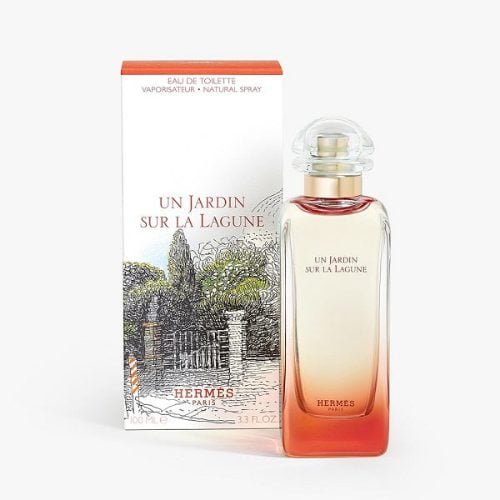 EAU DE TOILETTE
VAPORISATEUR • NATURAL SPRAY
UN JARDIN
SUR LA LAGUNE
HERMÈS
PARIS
100 ML ℮ 3.3 FL.OZ
UN JARDIN
SUR LA LAGUNE
HERMÈS
PARIS